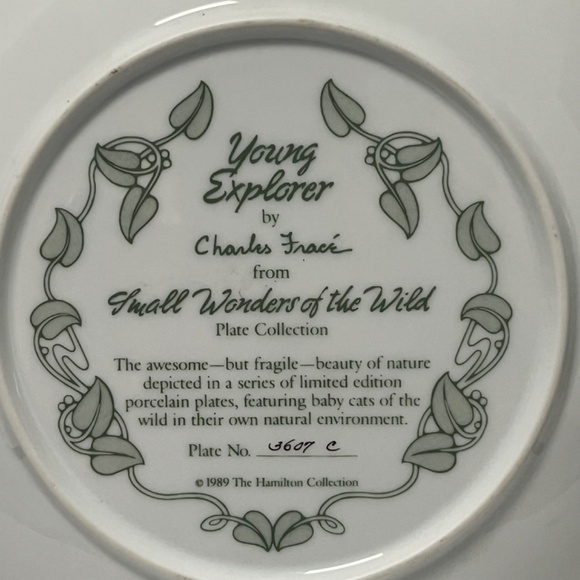 Young
Explorer
by
Charles Fracé
from
Small Wonders of the Wild
Plate Collection
The awesome—but fragile—beauty of nature
depicted in a series of limited edition
porcelain plates, featuring baby cats of the
wild in their own natural environment.
Plate No. 3607 C
© 1989 The Hamilton Collection